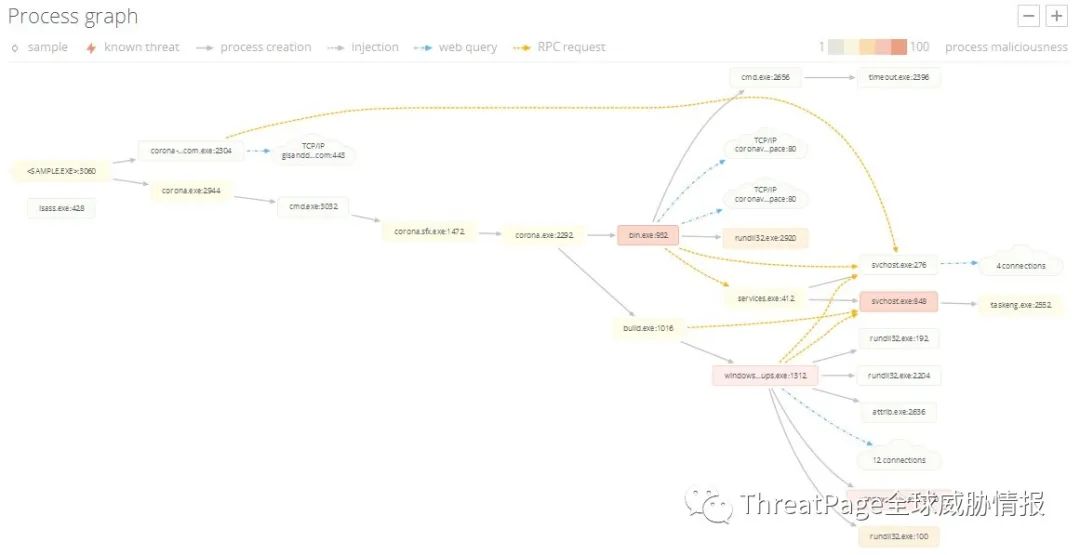 Process graph
sample
known threat
process creation
injection
web query
RPC request
1
100
process maliciousness
cmd.exe:2656
timeout.exe:2396
corona-...com.exe:2304
TCP/IP
gisandd...com:443
TCP/IP
coronav...pace:80
<SAMPLE.EXE>:3060
corona.exe:2944
TCP/IP
coronav...pace:80
lsass.exe:428
cmd.exe:3032
corona.sfx.exe:1472
corona.exe:2292
bin.exe:932
rundll32.exe:2920
svchost.exe:276
4 connections
services.exe:412
svchost.exe:848
taskeng.exe:2552
build.exe:1016
rundll32.exe:192
windows...ups.exe:1312
rundll32.exe:2204
attrib.exe:2636
12 connections
ThreatPage全球威胁情报
rundll32.exe:100